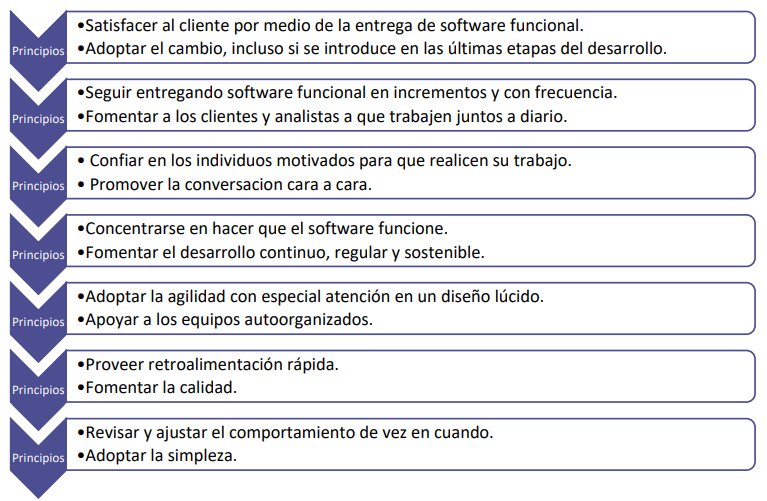 Principios
•Satisfacer al cliente por medio de la entrega de software funcional.
•Adoptar el cambio, incluso si se introduce en las últimas etapas del desarrollo.
Principios
•Seguir entregando software funcional en incrementos y con frecuencia.
•Fomentar a los clientes y analistas a que trabajen juntos a diario.
Principios
• Confiar en los individuos motivados para que realicen su trabajo.
• Promover la conversacion cara a cara.
Principios
•Concentrarse en hacer que el software funcione.
•Fomentar el desarrollo continuo, regular y sostenible.
Principios
•Adoptar la agilidad con especial atención en un diseño lúcido.
•Apoyar a los equipos autoorganizados.
Principios
•Proveer retroalimentación rápida.
•Fomentar la calidad.
Principios
•Revisar y ajustar el comportamiento de vez en cuando.
•Adoptar la simpleza.